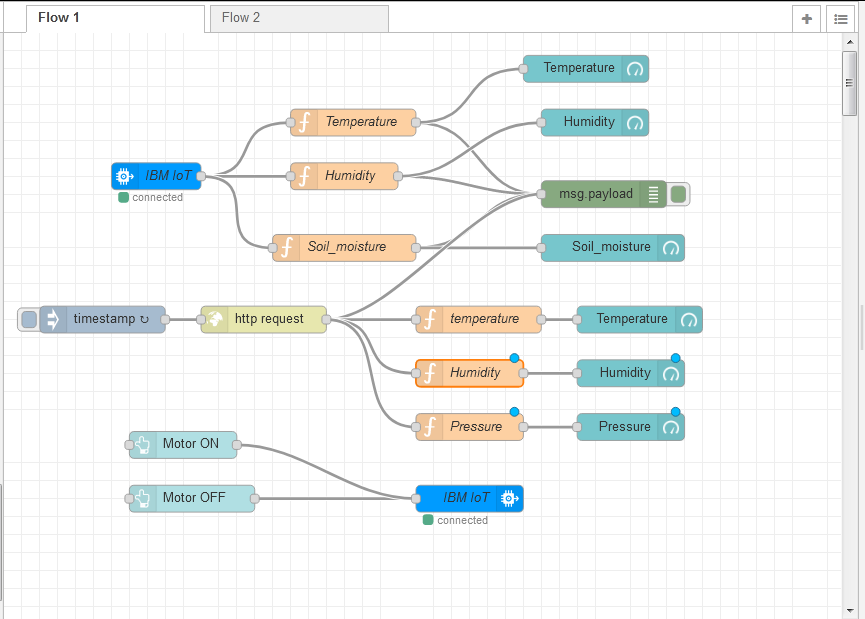 Flow 1
Flow 2
Temperature
Temperature
Humidity
IBM IoT
Humidity
msg.payload
connected
Soil_moisture
Soil_moisture
timestamp ↻
http request
temperature
Temperature
Humidity
Humidity
Pressure
Pressure
Motor ON
Motor OFF
IBM IoT
connected